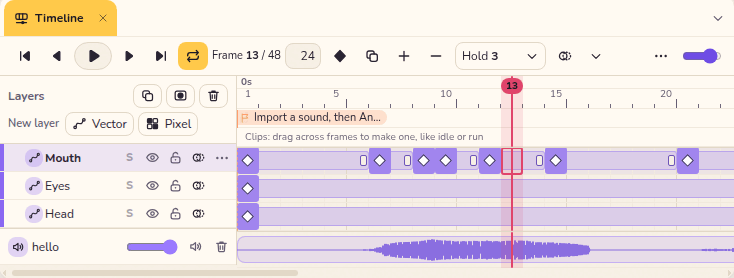 Timeline
Frame 13 / 48 24 Hold 3
Layers
New layer Vector Pixel
0s
1 5 10 13 15 20
Import a sound, then An...
Clips: drag across frames to make one, like idle or run
Mouth S
Eyes S
Head S
hello